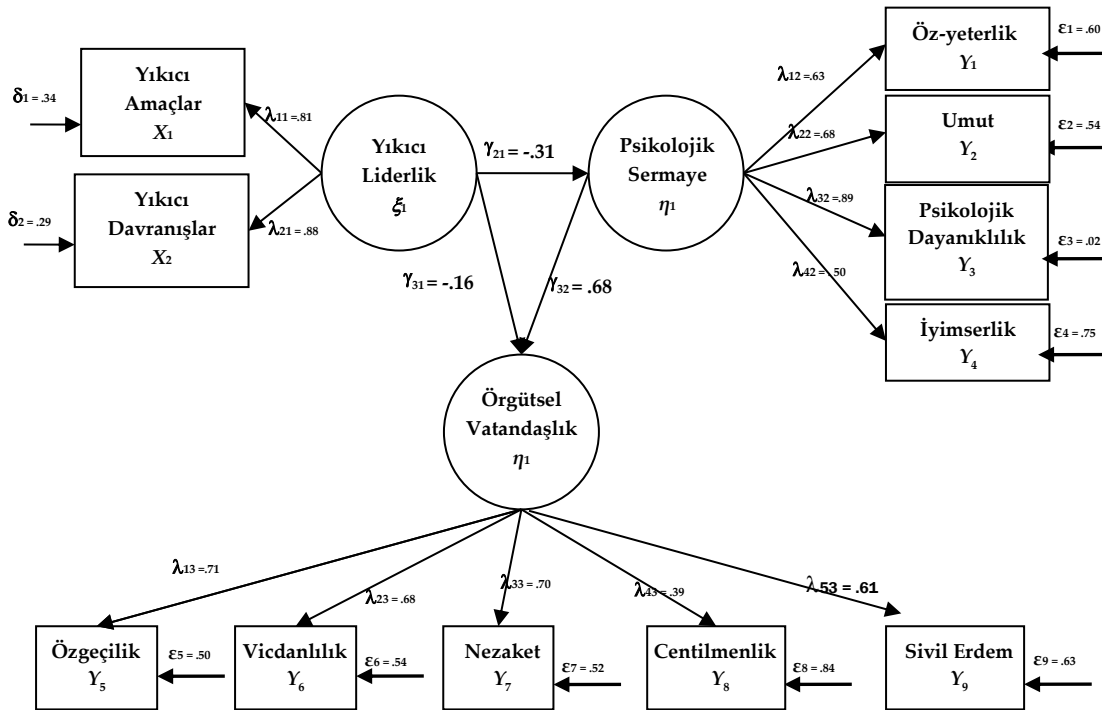 Yıkıcı
Amaçlar
X1
δ1 = .34
λ11 =.81
Yıkıcı
Davranışlar
X2
δ2 = .29
λ21 = .88
Yıkıcı
Liderlik
ξ1
γ21 = -.31
Psikolojik
Sermaye
η1
γ31 = -.16
γ32 = .68
λ12 = .63
λ22 = .68
λ32 = .89
λ42 = .50
Öz-yeterlik
Y1
ε1 = .60
Umut
Y2
ε2 = .54
Psikolojik
Dayanıklılık
Y3
ε3 = .02
İyimserlik
Y4
ε4 = .75
Örgütsel
Vatandaşlık
η1
λ13 = .71
λ23 = .68
λ33 = .70
λ43 = .39
λ53 = .61
Özgeçilik
Y5
ε5 = .50
Vicdanlılık
Y6
ε6 = .54
Nezaket
Y7
ε7 = .52
Centilmenlik
Y8
ε8 = .84
Sivil Erdem
Y9
ε9 = .63